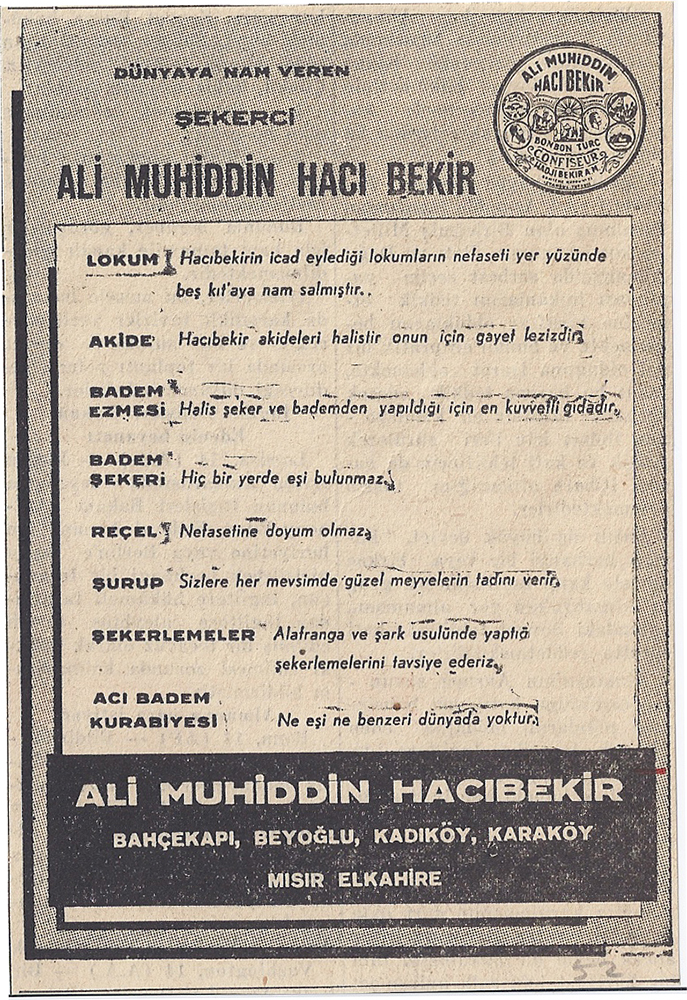 DÜNYAYA NAM VEREN
ŞEKERCİ
ALİ MUHİDDİN HACI BEKİR
ALİ MUHİDDİN
HACI BEKİR
BONBON TURC
CONFISEUR
HADJIBEKIRAM
LOKUM Hacıbekirin icad eylediği lokumların nefaseti yer yüzünde
beş kıt'aya nam salmıştır..
AKİDE Hacıbekir akideleri halistir onun için gayet lezizdir.
BADEM
EZMESİ Halis şeker ve bademden yapıldığı için en kuvvetli gıdadır.
BADEM
ŞEKERİ Hiç bir yerde eşi bulunmaz.
REÇEL Nefasetine doyum olmaz.
ŞURUP Sizlere her mevsimde güzel meyvelerin tadını verir.
ŞEKERLEMELER Alafranga ve şark usulünde yaptığı
şekerlemelerini tavsiye ederiz.
ACI BADEM
KURABİYESİ Ne eşi ne benzeri dünyada yoktur.
ALİ MUHİDDİN HACIBEKİR
BAHÇEKAPI, BEYOĞLU, KADIKÖY, KARAKÖY
MISIR ELKAHİRE
52